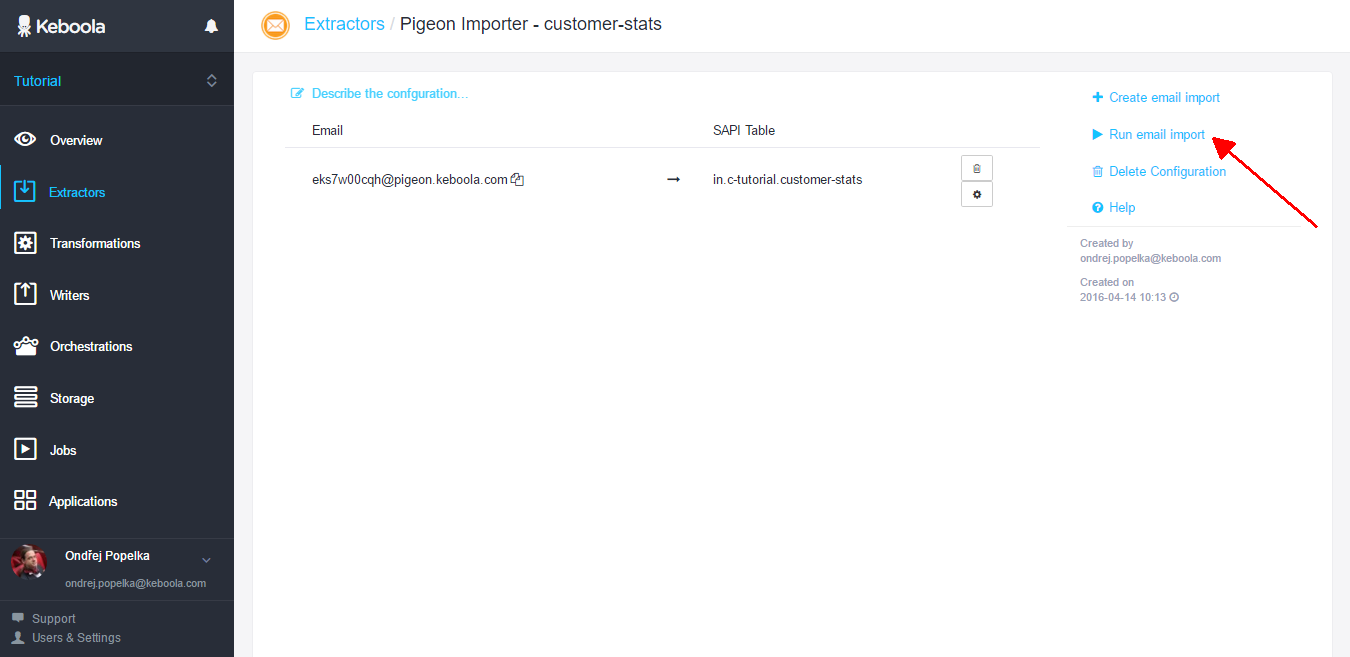 Keboola
Extractors / Pigeon Importer - customer-stats
Tutorial
Overview
Extractors
Transformations
Writers
Orchestrations
Storage
Jobs
Applications
Ondřej Popelka
ondrej.popelka@keboola.com
Support
Users & Settings
Describe the confguration...
Email
SAPI Table
eks7w00cqh@pigeon.keboola.com
in.c-tutorial.customer-stats
Create email import
Run email import
Delete Configuration
Help
Created by
ondrej.popelka@keboola.com
Created on
2016-04-14 10:13